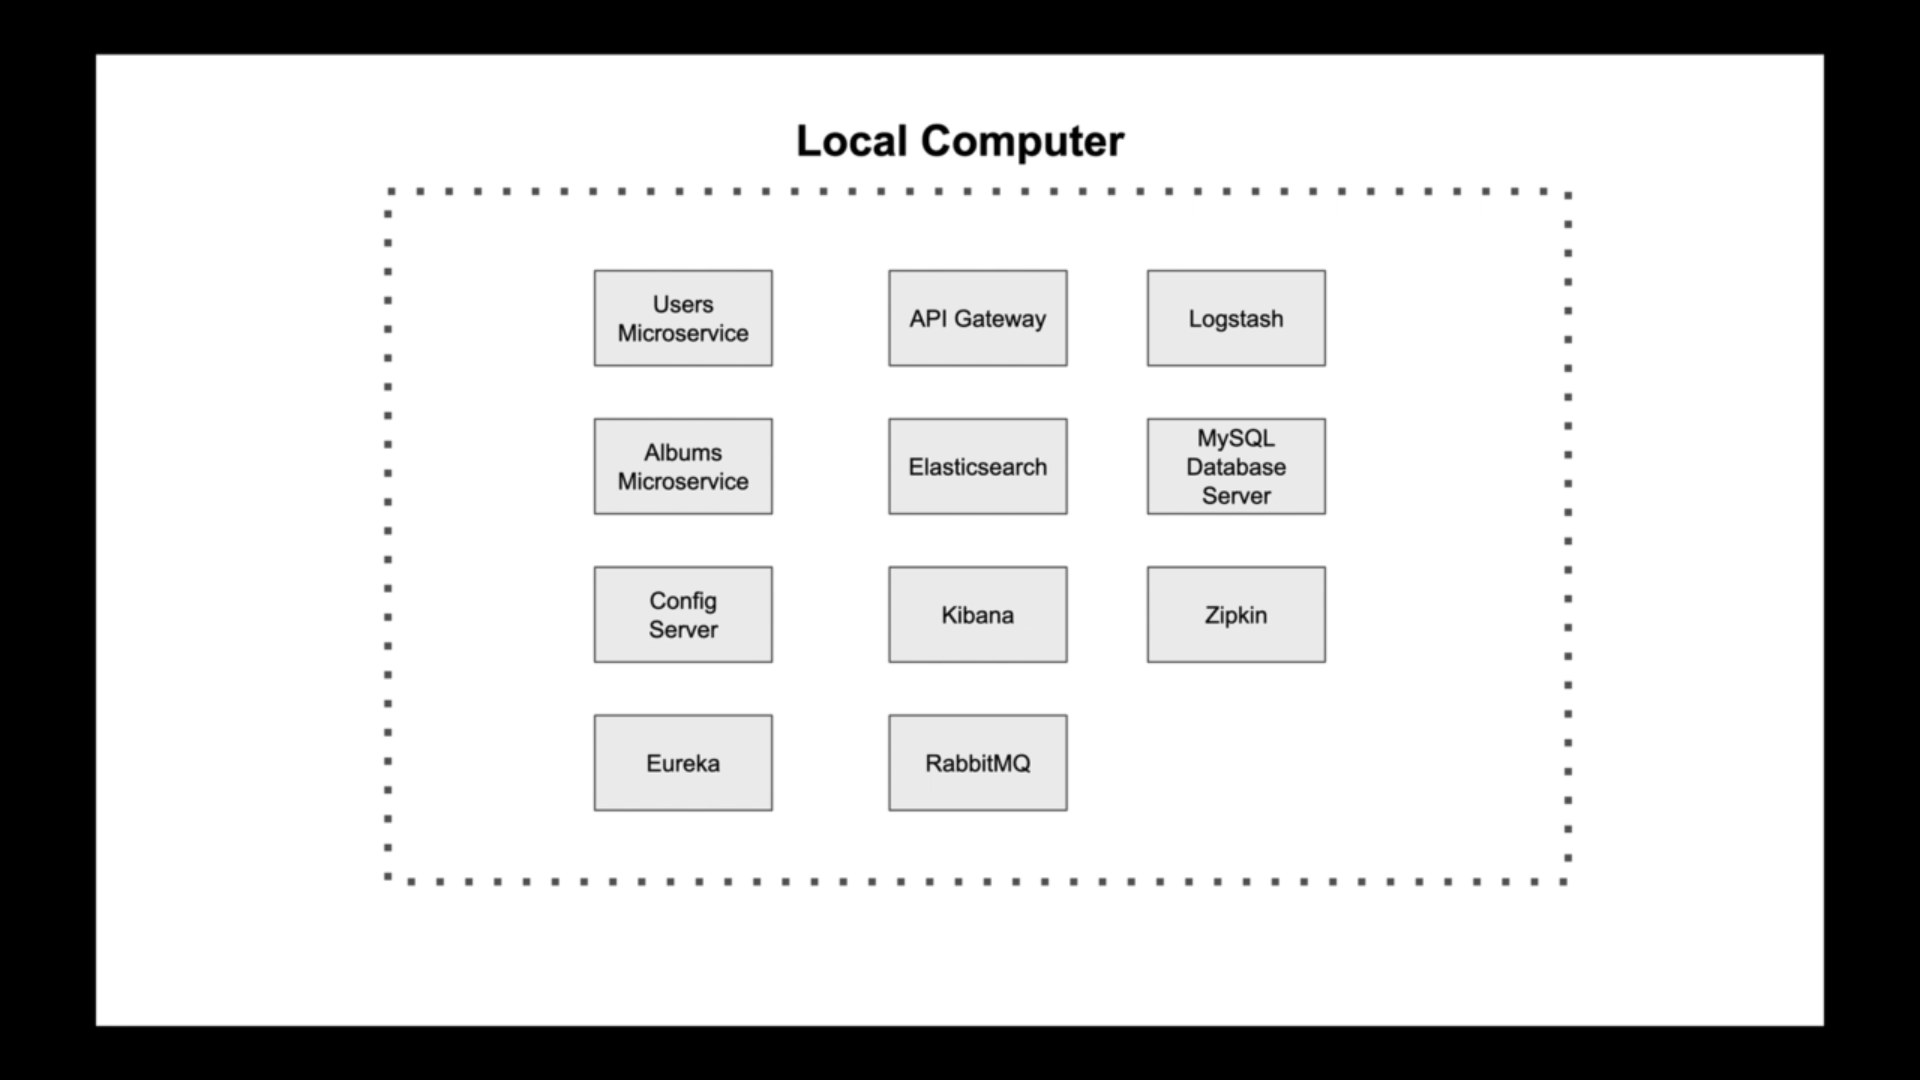 Local Computer
Users
Microservice
API Gateway
Logstash
Albums
Microservice
Elasticsearch
MySQL
Database
Server
Config
Server
Kibana
Zipkin
Eureka
RabbitMQ